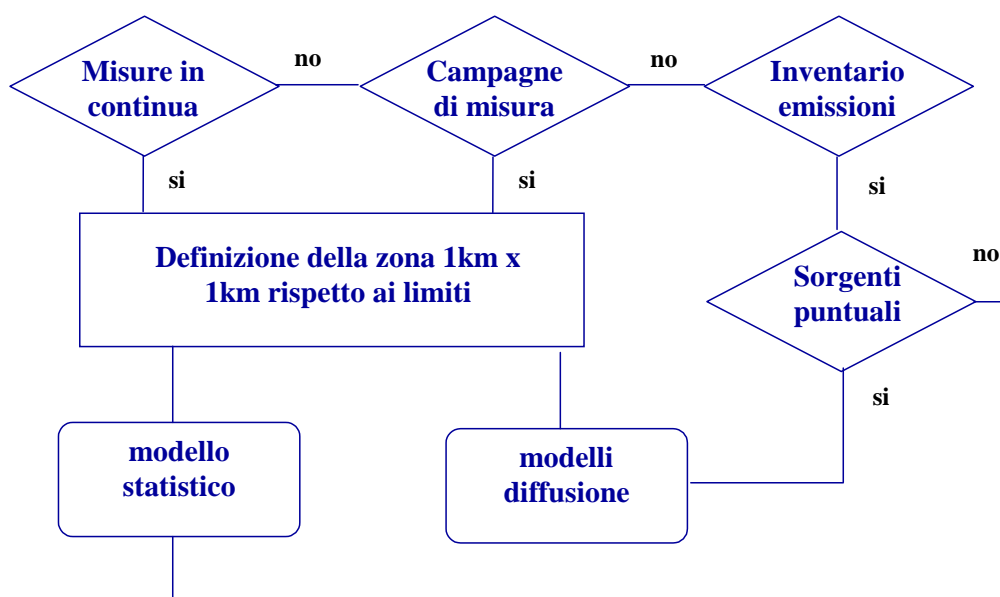 Misure in
continua
no
Campagne
di misura
no
Inventario
emissioni
si
si
si
Definizione della zona 1km x
1km rispetto ai limiti
Sorgenti
puntuali
no
si
modello
statistico
modelli
diffusione